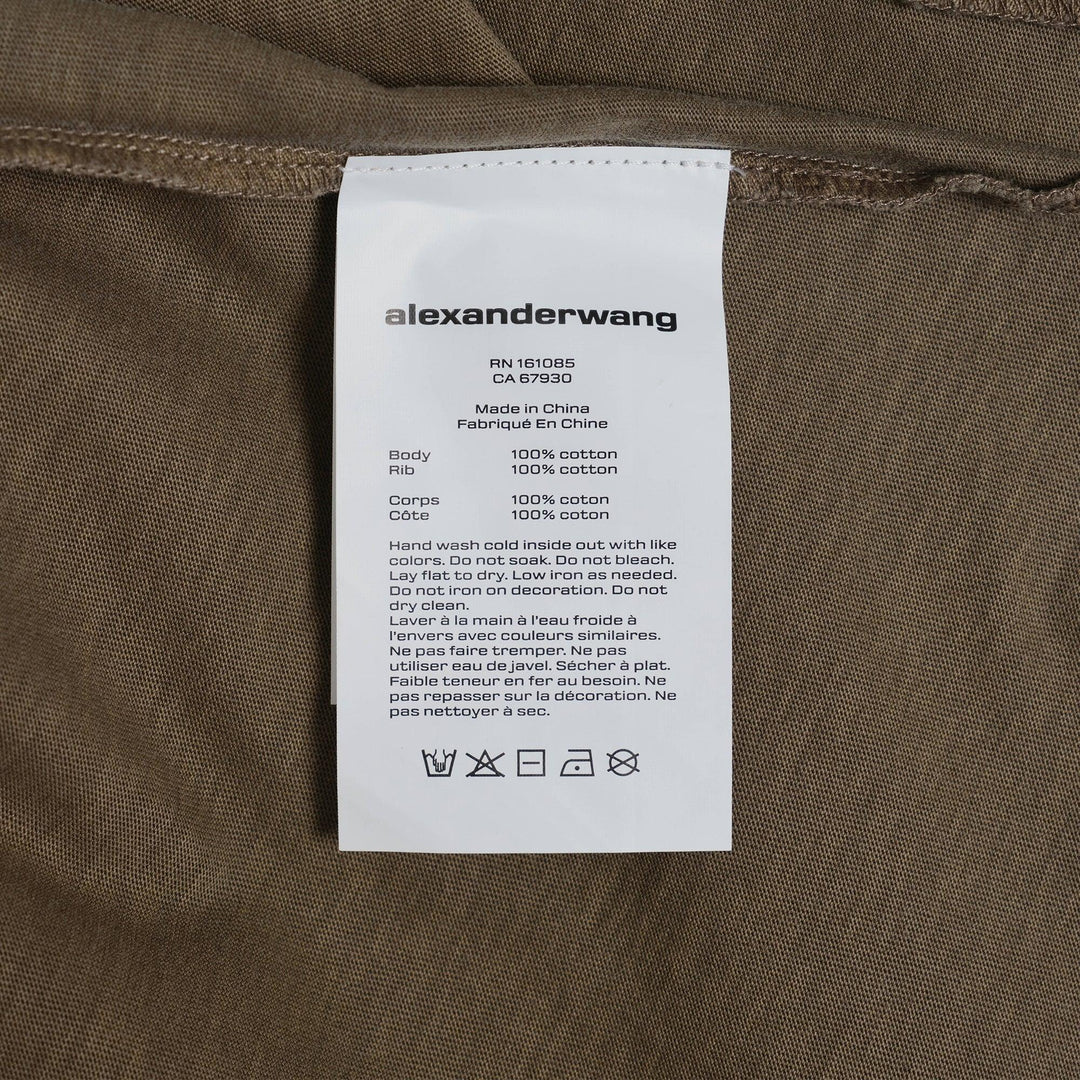 alexanderwang
RN 161085
CA 67930
Made in China
Fabriqué En Chine
Body 100% cotton
Rib 100% cotton
Corps 100% coton
Côte 100% coton
Hand wash cold inside out with like
colors. Do not soak. Do not bleach.
Lay flat to dry. Low iron as needed.
Do not iron on decoration. Do not
dry clean.
Laver à la main à l'eau froide à
l'envers avec couleurs similaires.
Ne pas faire tremper. Ne pas
utiliser eau de javel. Sécher à plat.
Faible teneur en fer au besoin. Ne
pas repasser sur la décoration. Ne
pas nettoyer à sec.